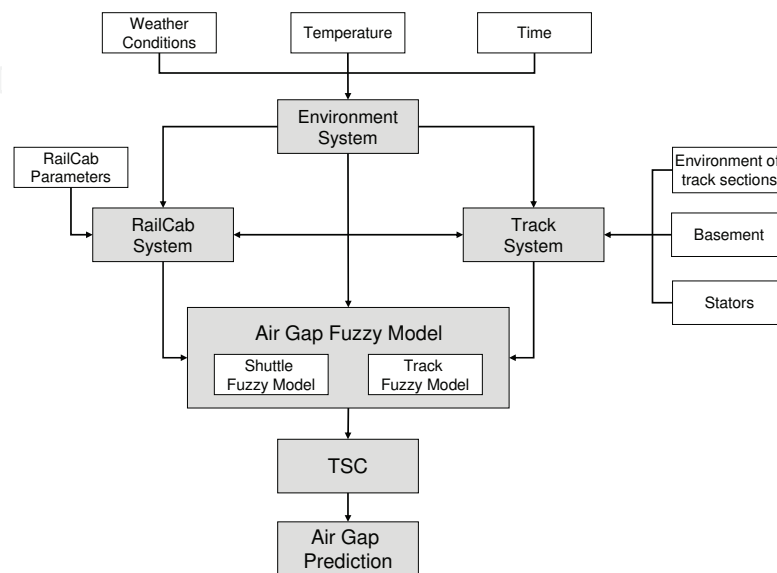 Weather
Conditions
Temperature
Time
Environment
System
RailCab
Parameters
Environment of
track sections
RailCab
System
Track
System
Basement
Stators
Air Gap Fuzzy Model
Shuttle
Fuzzy Model
Track
Fuzzy Model
TSC
Air Gap
Prediction